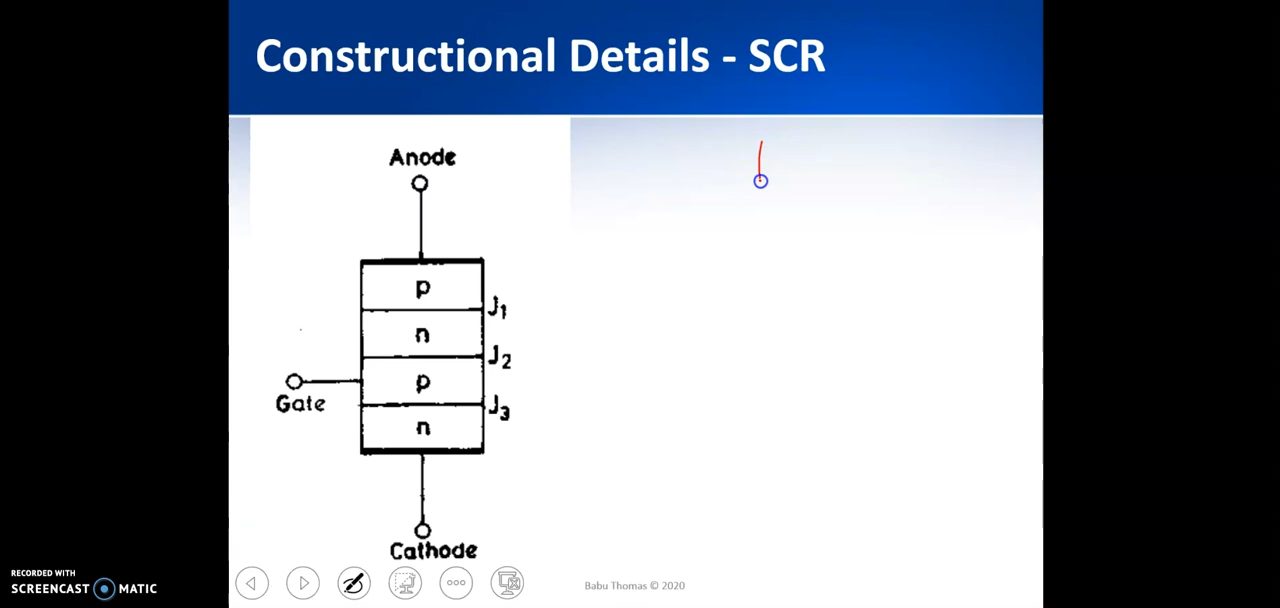 Constructional Details - SCR
Anode
p
J1
n
J2
p
Gate
J3
n
Cathode
RECORDED WITH
SCREENCAST MATIC
Babu Thomas © 2020